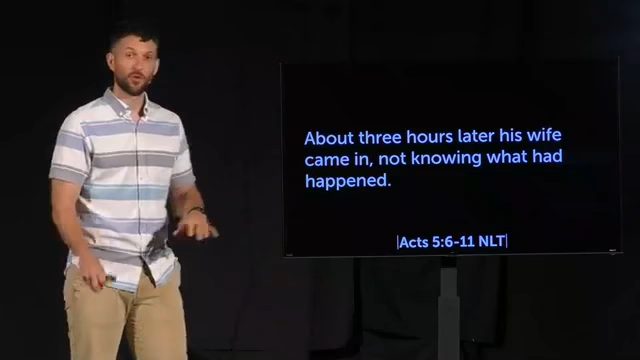 About three hours later his wife
came in, not knowing what had
happened.
|Acts 5:6-11 NLT|